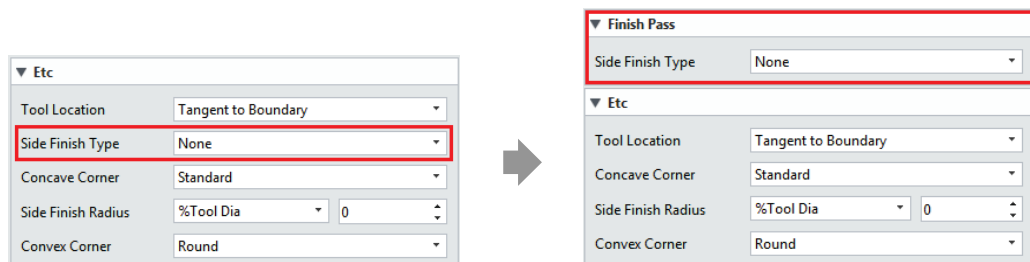 ▼ Etc
Tool Location Tangent to Boundary
Side Finish Type None
Concave Corner Standard
Side Finish Radius %Tool Dia 0
Convex Corner Round
▼ Finish Pass
Side Finish Type None
▼ Etc
Tool Location Tangent to Boundary
Concave Corner Standard
Side Finish Radius %Tool Dia 0
Convex Corner Round